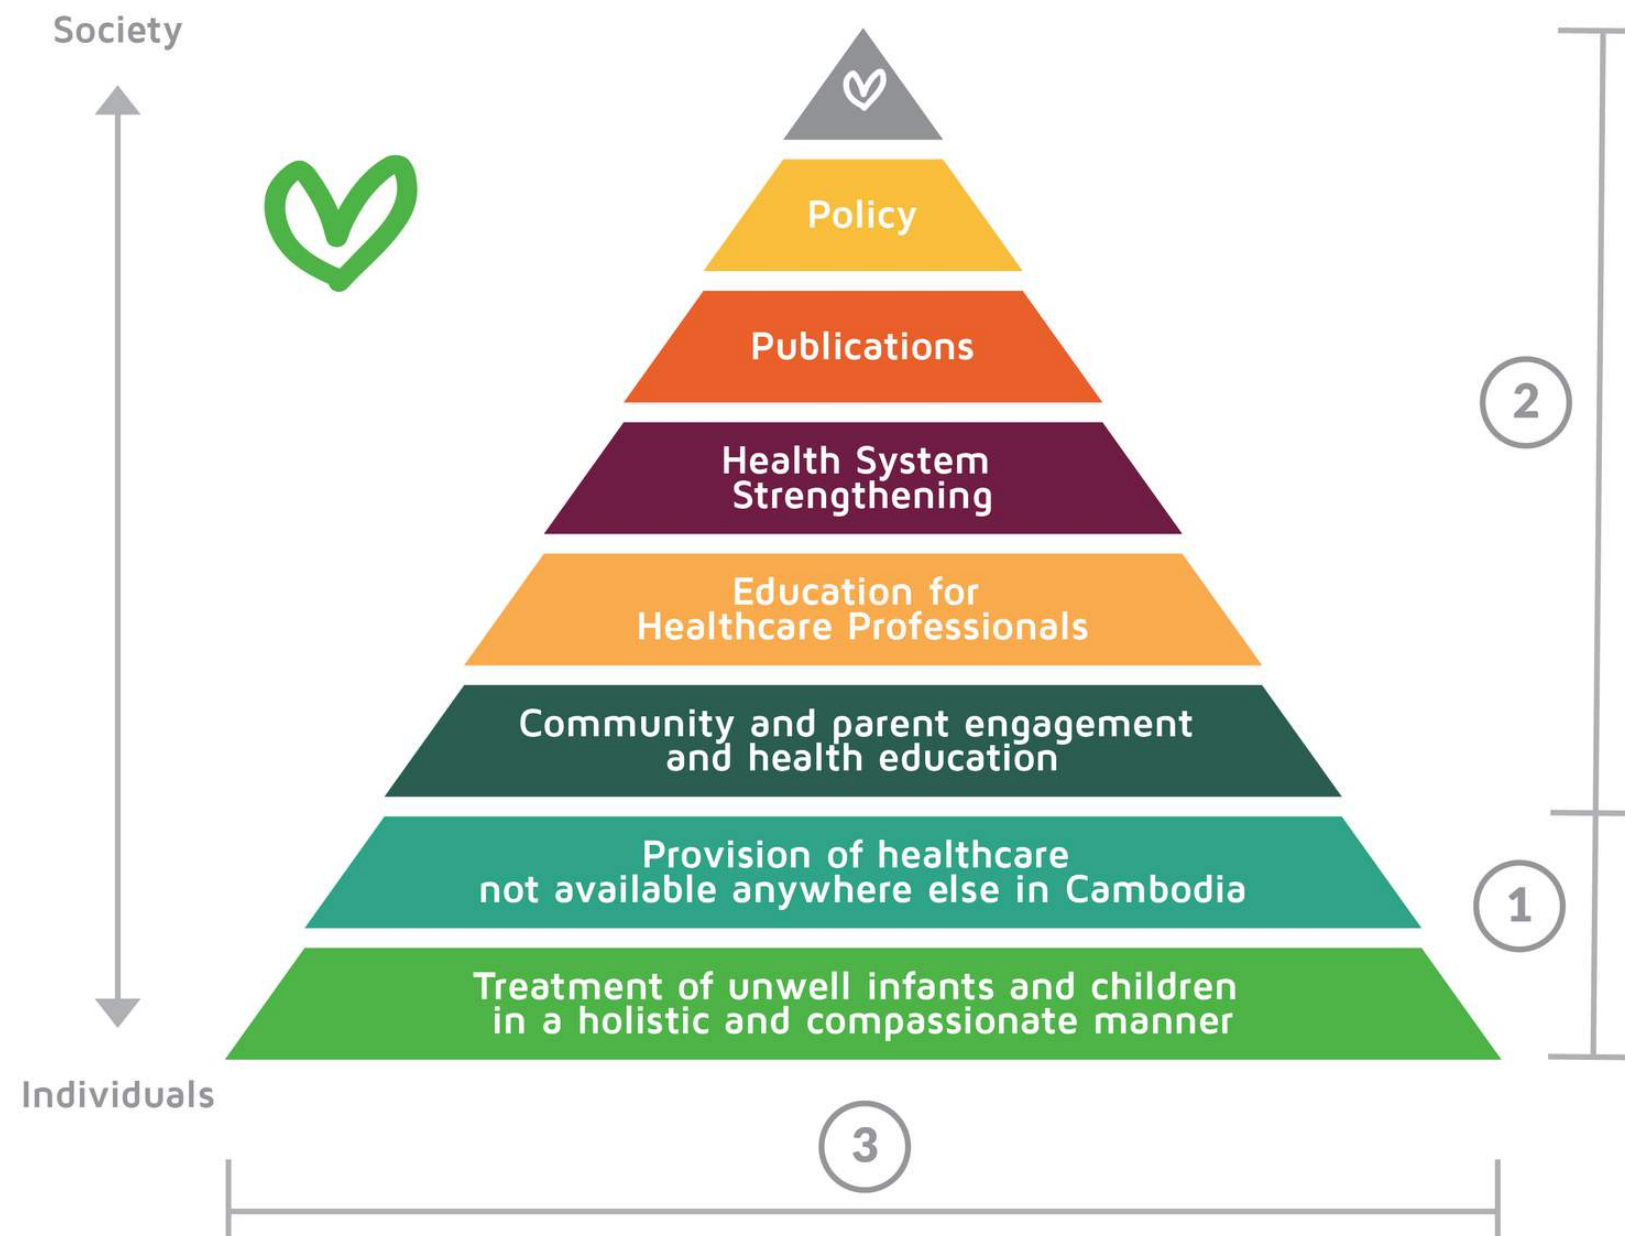 Society
Policy
Publications
2
Health System
Strengthening
Education for
Healthcare Professionals
Community and parent engagement
and health education
Provision of healthcare
not available anywhere else in Cambodia
1
Treatment of unwell infants and children
in a holistic and compassionate manner
Individuals
3